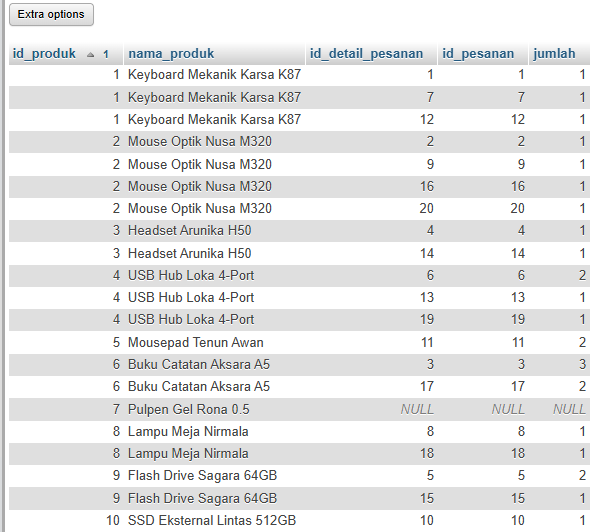 Extra options
id_produk 1 nama_produk id_detail_pesanan id_pesanan jumlah
1 Keyboard Mekanik Karsa K87 1 1 1
1 Keyboard Mekanik Karsa K87 7 7 1
1 Keyboard Mekanik Karsa K87 12 12 1
2 Mouse Optik Nusa M320 2 2 1
2 Mouse Optik Nusa M320 9 9 1
2 Mouse Optik Nusa M320 16 16 1
2 Mouse Optik Nusa M320 20 20 1
3 Headset Arunika H50 4 4 1
3 Headset Arunika H50 14 14 1
4 USB Hub Loka 4-Port 6 6 2
4 USB Hub Loka 4-Port 13 13 1
4 USB Hub Loka 4-Port 19 19 1
5 Mousepad Tenun Awan 11 11 2
6 Buku Catatan Aksara A5 3 3 3
6 Buku Catatan Aksara A5 17 17 2
7 Pulpen Gel Rona 0.5 NULL NULL NULL
8 Lampu Meja Nirmala 8 8 1
8 Lampu Meja Nirmala 18 18 1
9 Flash Drive Sagara 64GB 5 5 2
9 Flash Drive Sagara 64GB 15 15 1
10 SSD Eksternal Lintas 512GB 10 10 1